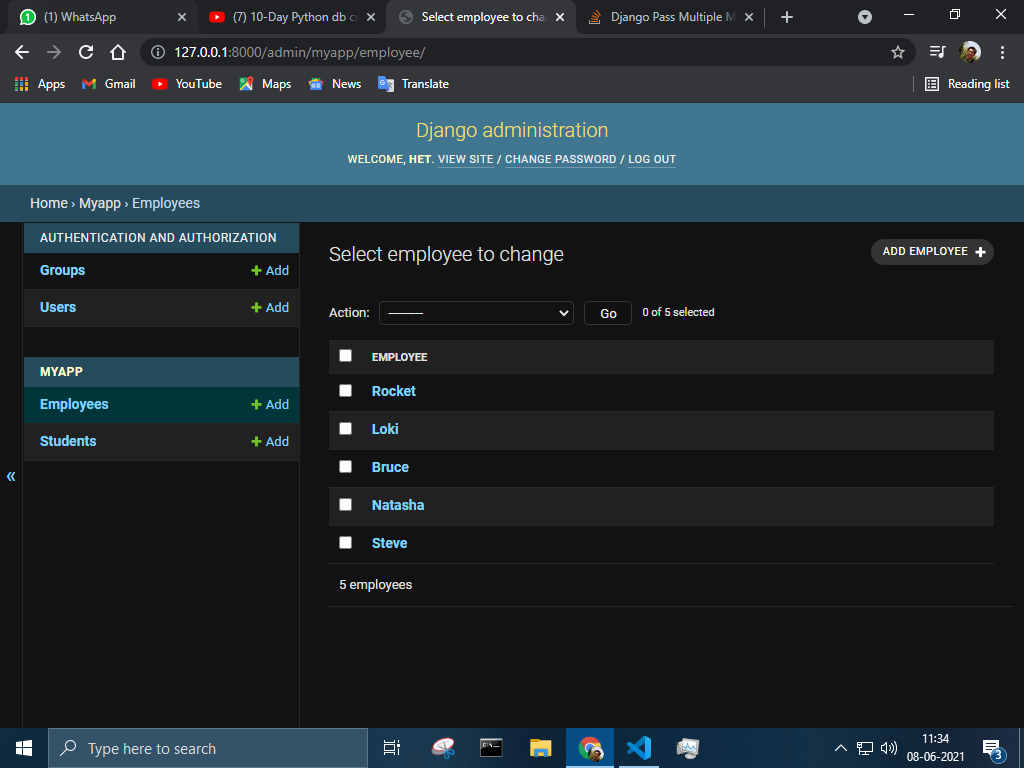 (1) WhatsApp
(7) 10-Day Python db c
Select employee to cha
Django Pass Multiple M
127.0.0.1:8000/admin/myapp/employee/
Apps
Gmail
YouTube
Maps
News
Translate
Reading list
Django administration
WELCOME, HET. VIEW SITE / CHANGE PASSWORD / LOG OUT
Home › Myapp › Employees
AUTHENTICATION AND AUTHORIZATION
Groups
+ Add
Users
+ Add
MYAPP
Employees
+ Add
Students
+ Add
«
Select employee to change
ADD EMPLOYEE +
Action:
---------
Go
0 of 5 selected
EMPLOYEE
Rocket
Loki
Bruce
Natasha
Steve
5 employees
Type here to search
11:34
08-06-2021
3